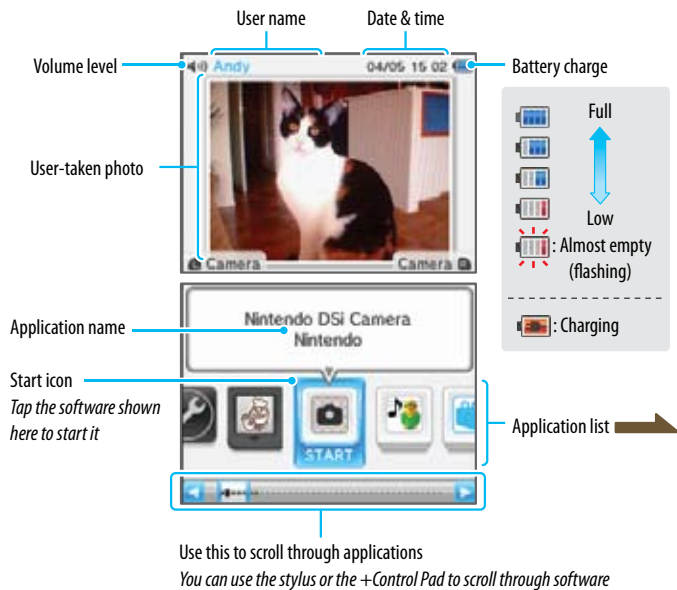 User name
Date & time
Volume level
Andy
04/05 15 02
Battery charge
Full
User-taken photo
Low
: Almost empty
(flashing)
Camera
Camera
: Charging
Nintendo DSi Camera
Nintendo
Application name
Start icon
Tap the software shown
here to start it
START
Application list
Use this to scroll through applications
You can use the stylus or the +Control Pad to scroll through software